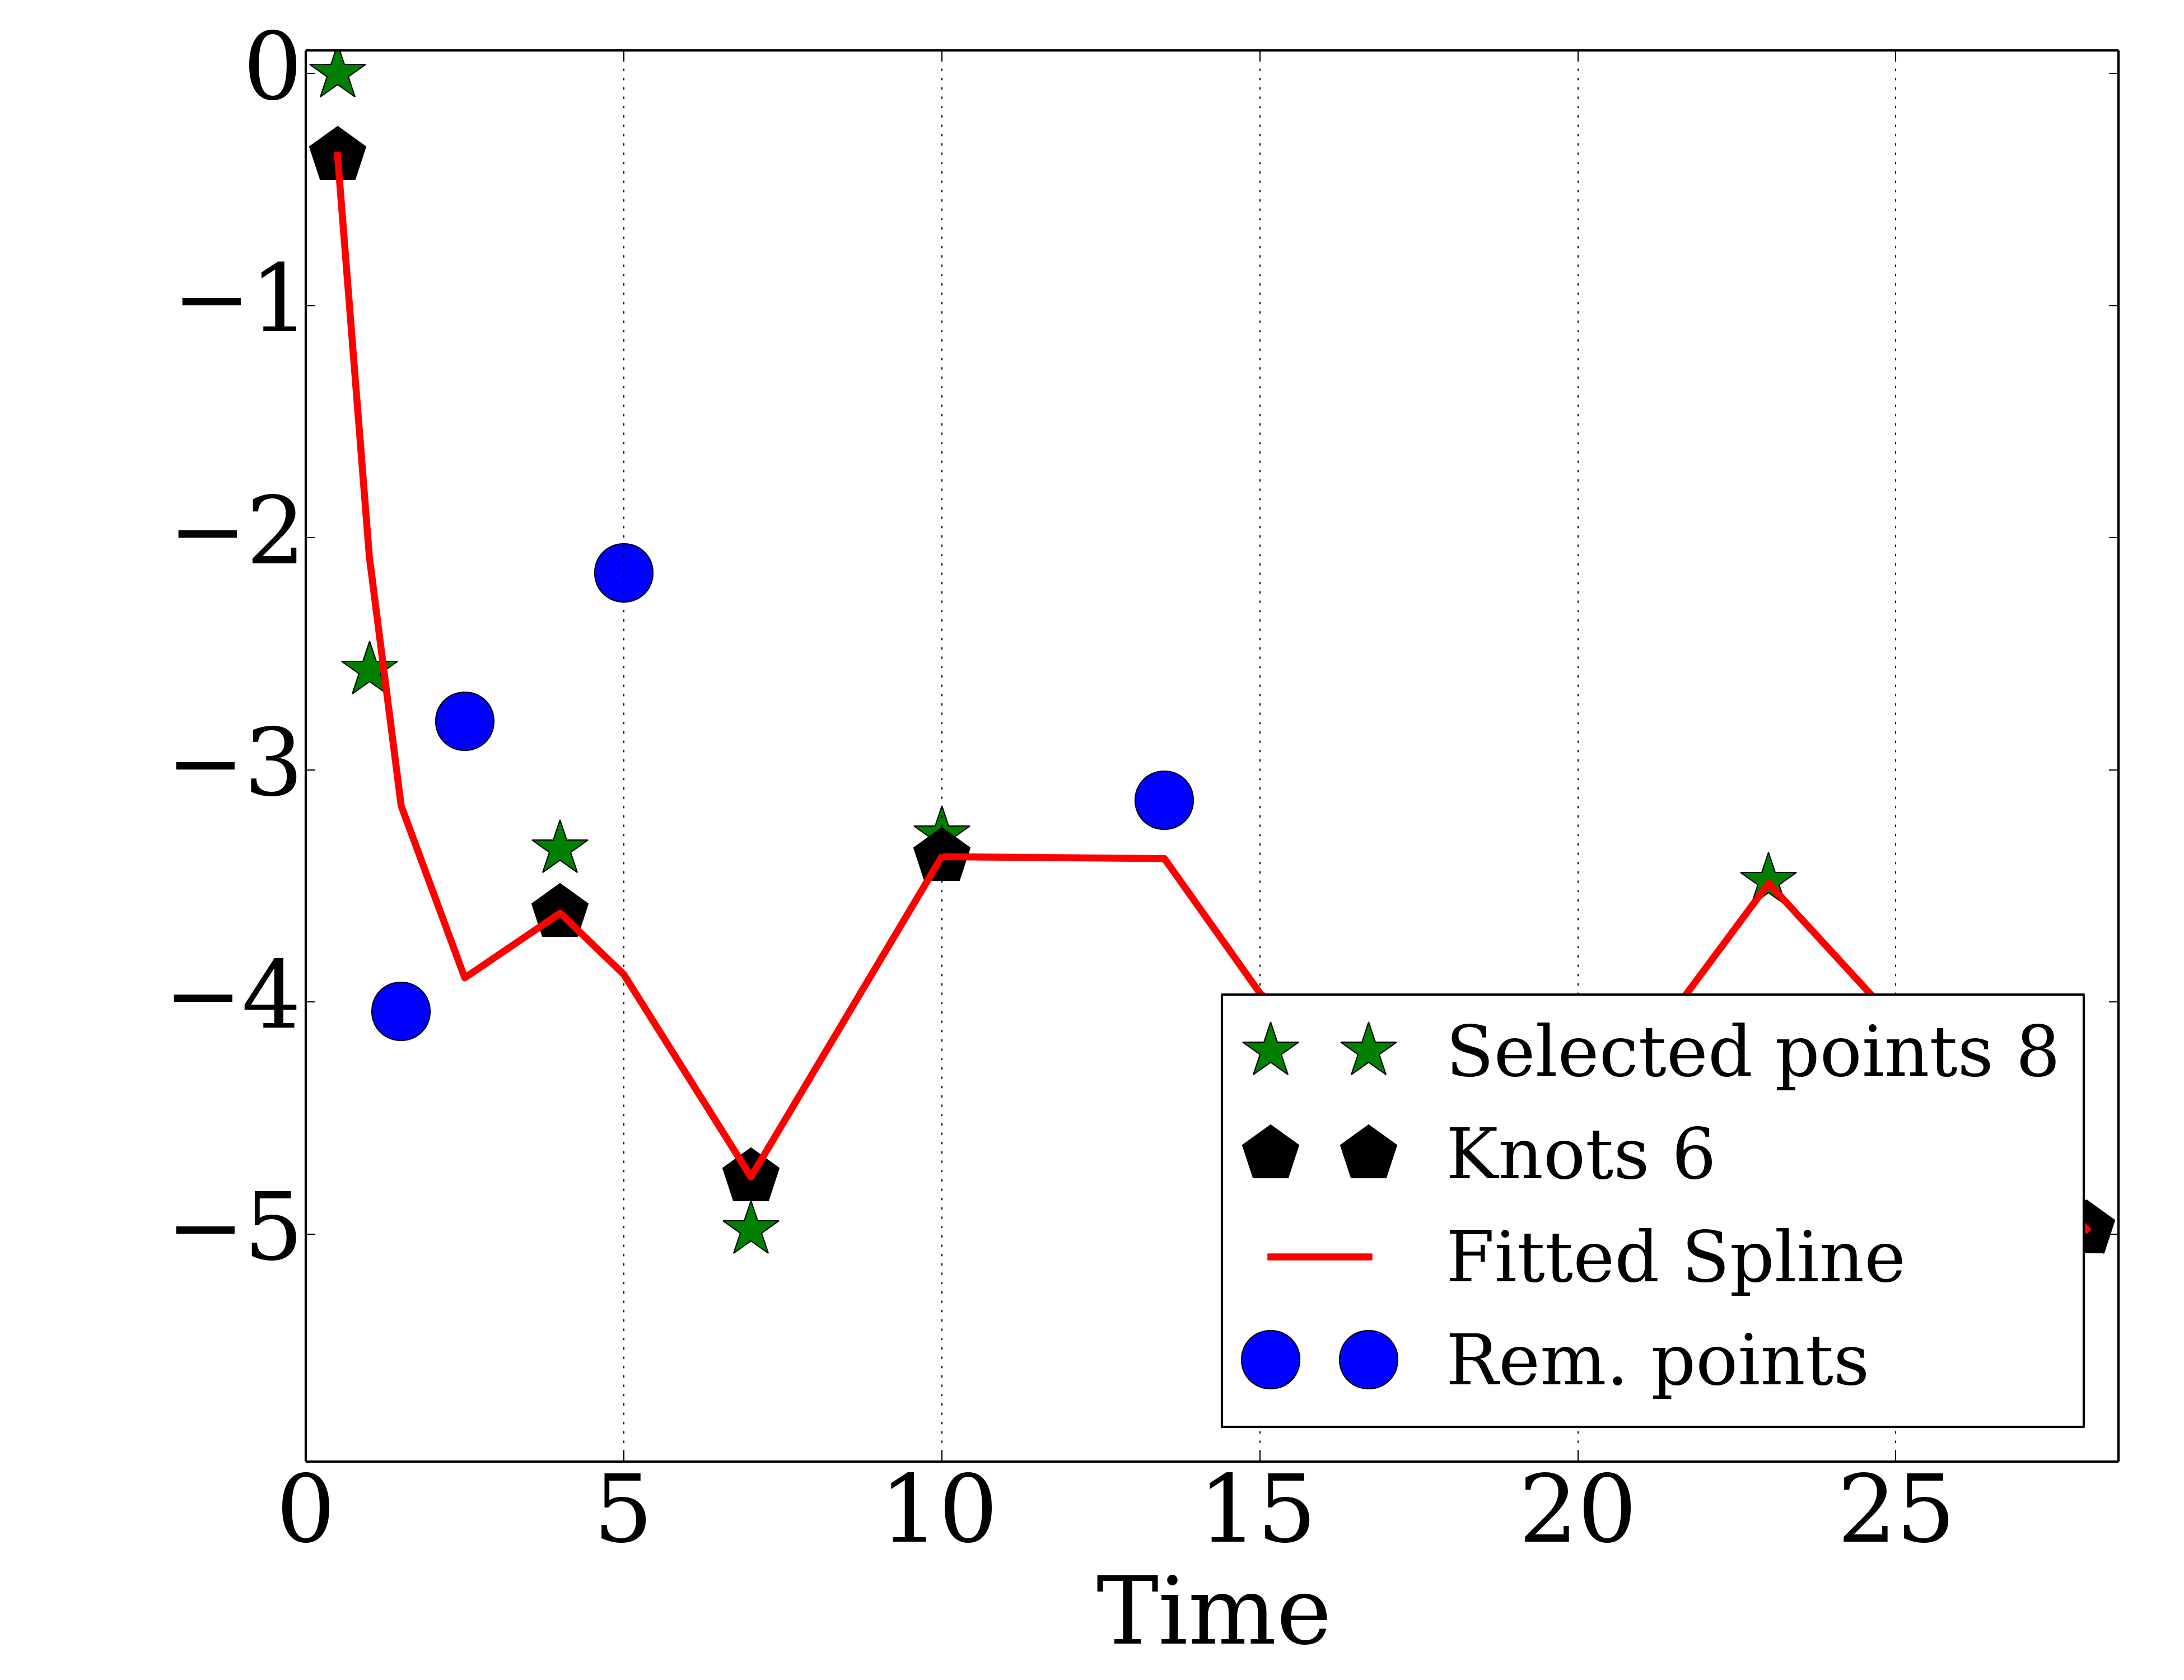 0
−1
−2
−3
−4
−5
Selected points 8
Knots 6
Fitted Spline
Rem. points
0 5 10 15 20 25
Time